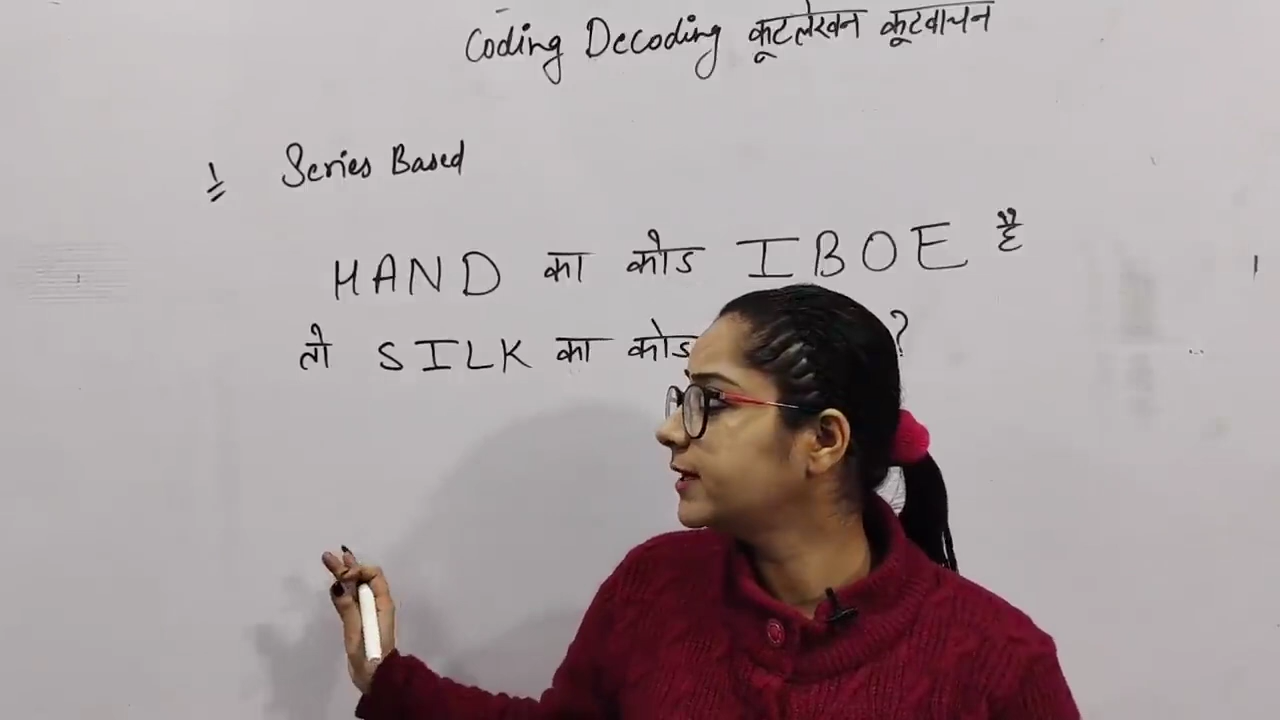 Coding Decoding कूटलेखन कूटवाचन
1 Series Based
HAND का कोड IBOE है
तो SILK का कोड ?